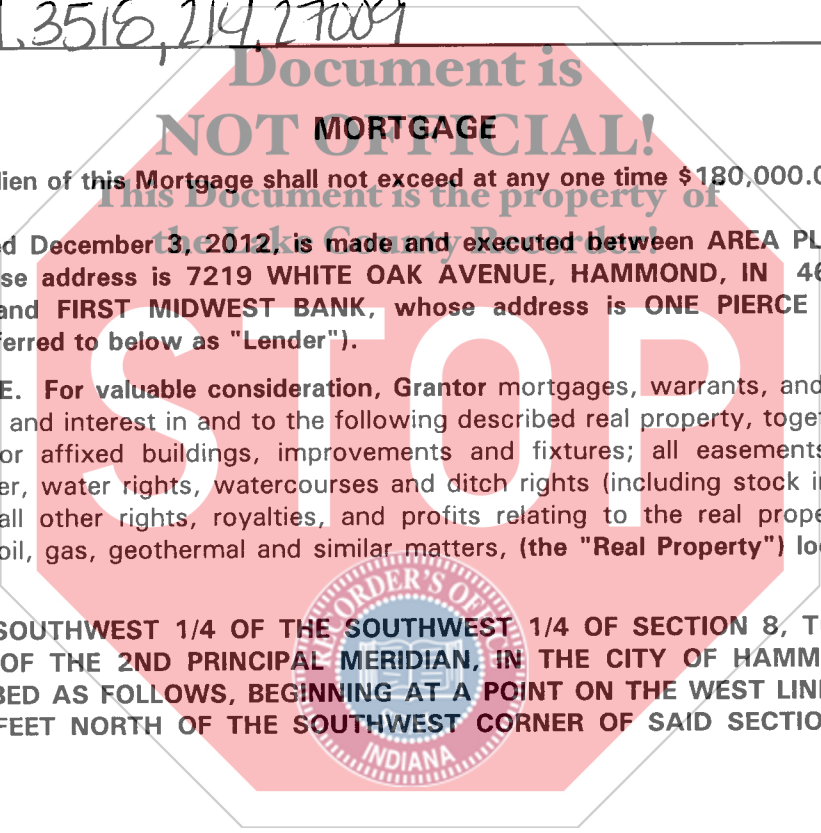 .3518,214,27009
Document is
NOT OFFICIAL!
MORTGAGE
lien of this Mortgage shall not exceed at any one time $180,000.0
This Document is the property of
the Lake County Recorder!
ed December 3, 2012, is made and executed between AREA PL
se address is 7219 WHITE OAK AVENUE, HAMMOND, IN 46
and FIRST MIDWEST BANK, whose address is ONE PIERCE
ferred to below as "Lender").
E. For valuable consideration, Grantor mortgages, warrants, and
and interest in and to the following described real property, toget
or affixed buildings, improvements and fixtures; all easements
er, water rights, watercourses and ditch rights (including stock in
all other rights, royalties, and profits relating to the real prope
oil, gas, geothermal and similar matters, (the "Real Property") lo
STOP
RECORDER'S OFFICE
SOUTHWEST 1/4 OF THE SOUTHWEST 1/4 OF SECTION 8, T
OF THE 2ND PRINCIPAL MERIDIAN, IN THE CITY OF HAMM
BED AS FOLLOWS, BEGINNING AT A POINT ON THE WEST LIN
FEET NORTH OF THE SOUTHWEST CORNER OF SAID SECTIO
INDIANA